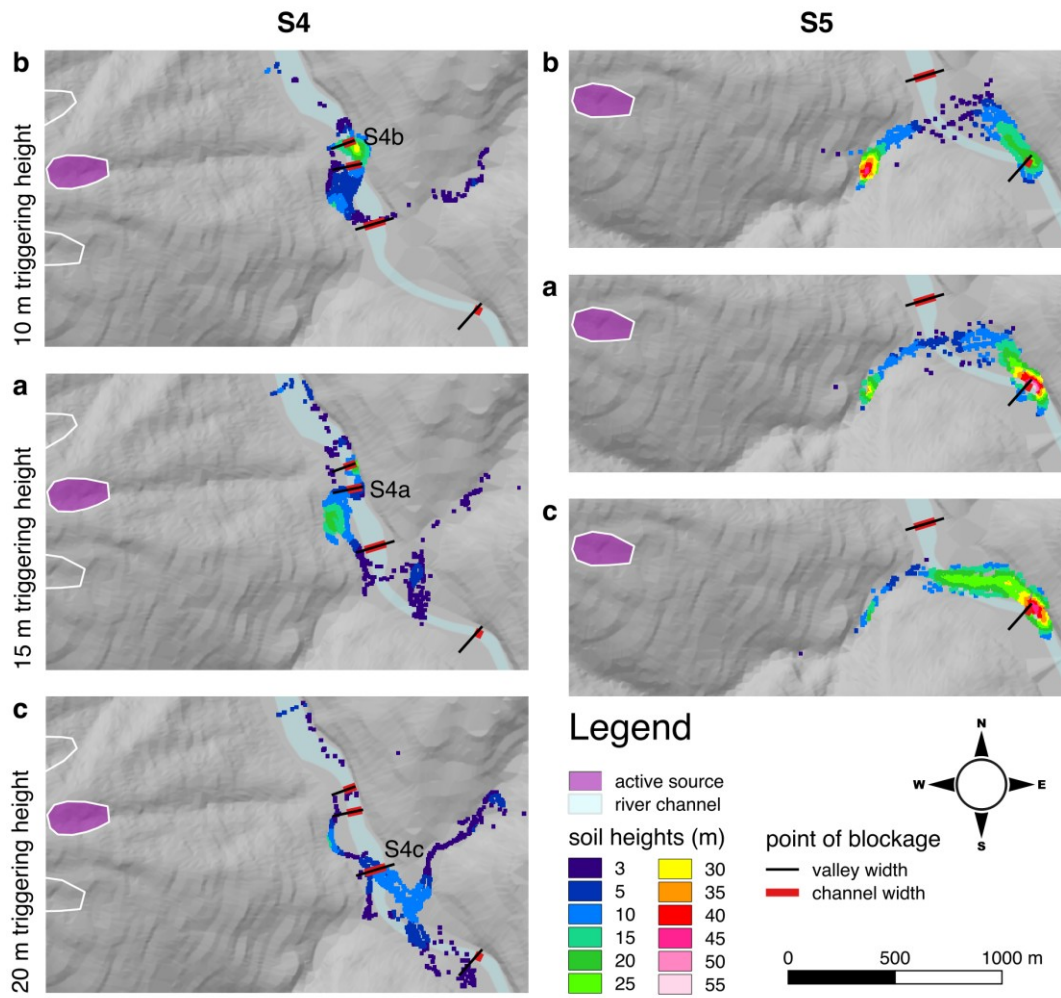 S4
S5
b
10 m triggering height
S4b
b
a
15 m triggering height
S4a
a
c
20 m triggering height
S4c
c
Legend
active source
river channel
soil heights (m)
3
5
10
15
20
25
30
35
40
45
50
55
point of blockage
valley width
channel width
N
W
E
S
0
500
1000 m